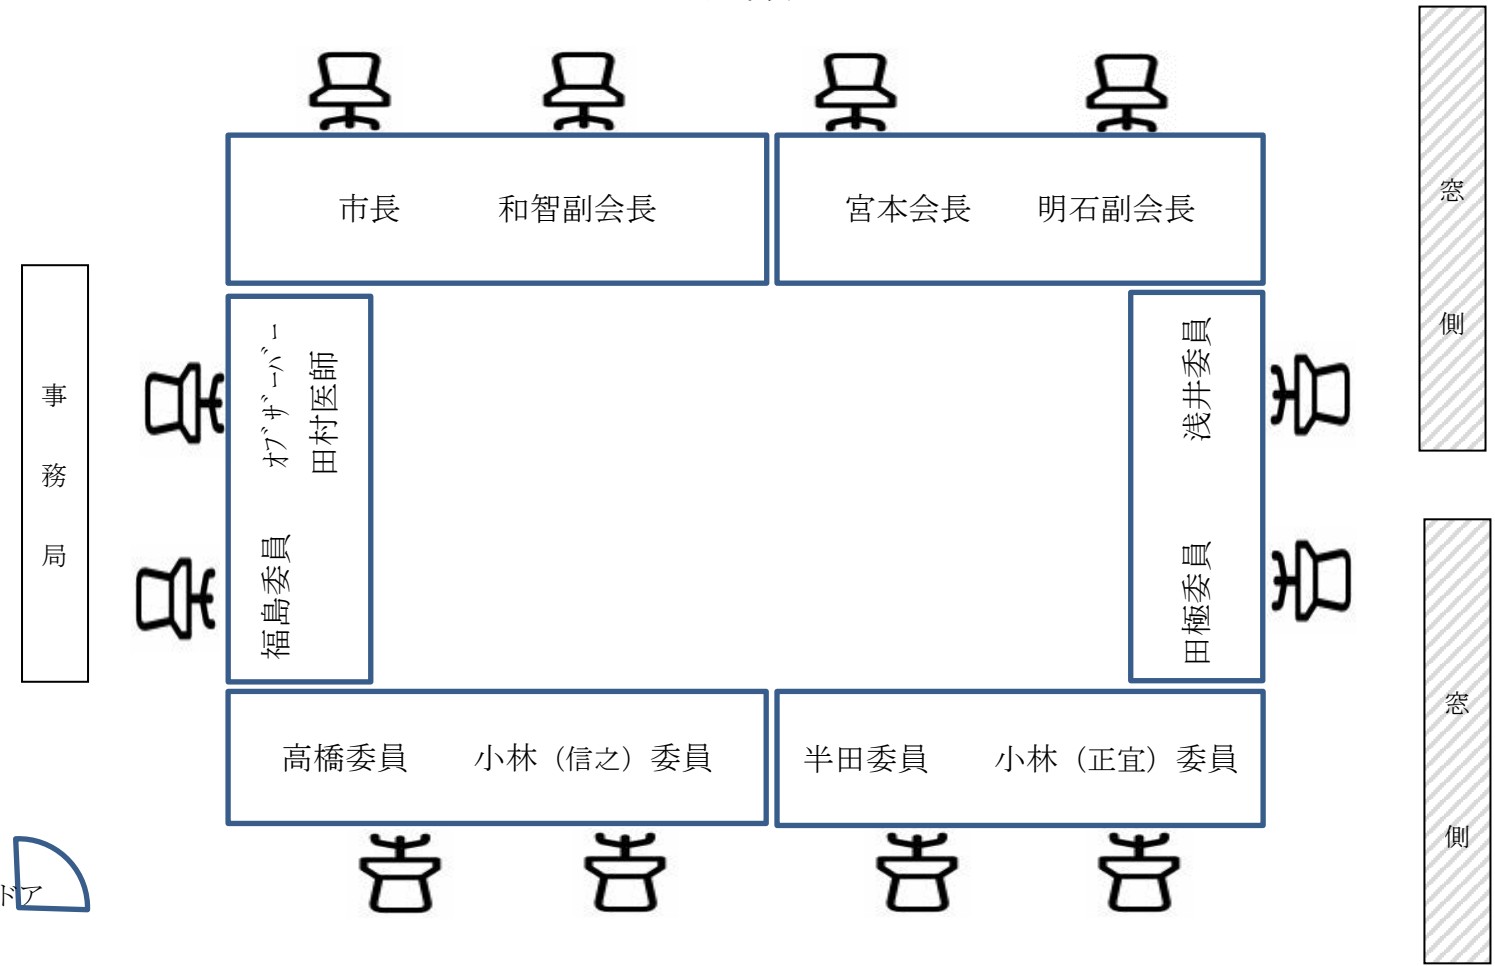 市長 和智副会長 宮本会長 明石副会長
窓側
事務局
ｵﾌﾞｻﾞｰﾊﾞｰ
田村医師
福島委員
浅井委員
田極委員
高橋委員 小林（信之）委員 半田委員 小林（正宜）委員
窓側
ドア